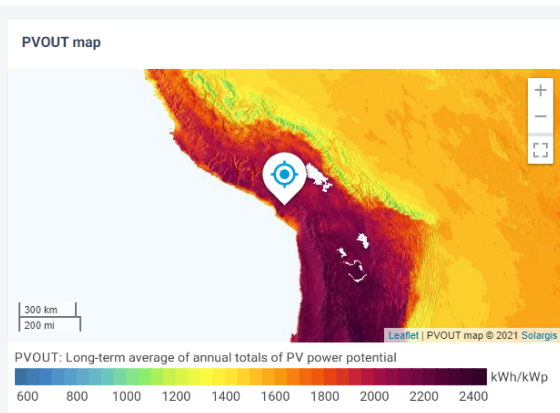 PVOUT map
+
−
300 km
200 mi
Leaflet | PVOUT map © 2021 Solargis
PVOUT: Long-term average of annual totals of PV power potential
kWh/kWp
600 800 1000 1200 1400 1600 1800 2000 2200 2400